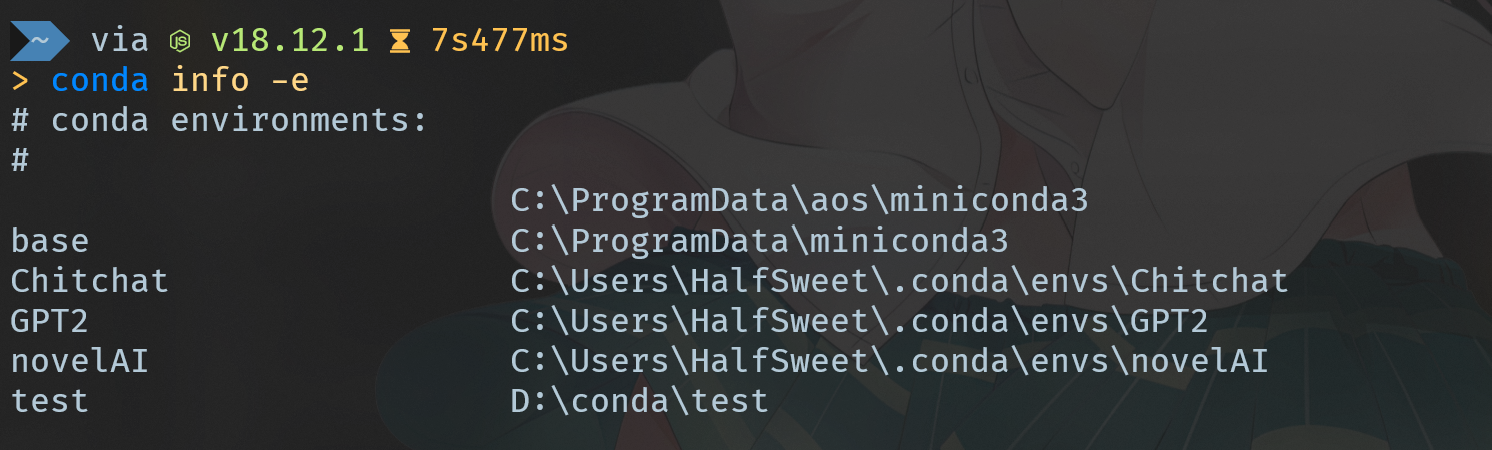 ~ via JS v18.12.1 7s477ms
> conda info -e
# conda environments:
#
C:\ProgramData\aos\miniconda3
base C:\ProgramData\miniconda3
Chitchat C:\Users\HalfSweet\.conda\envs\Chitchat
GPT2 C:\Users\HalfSweet\.conda\envs\GPT2
novelAI C:\Users\HalfSweet\.conda\envs\novelAI
test D:\conda\test